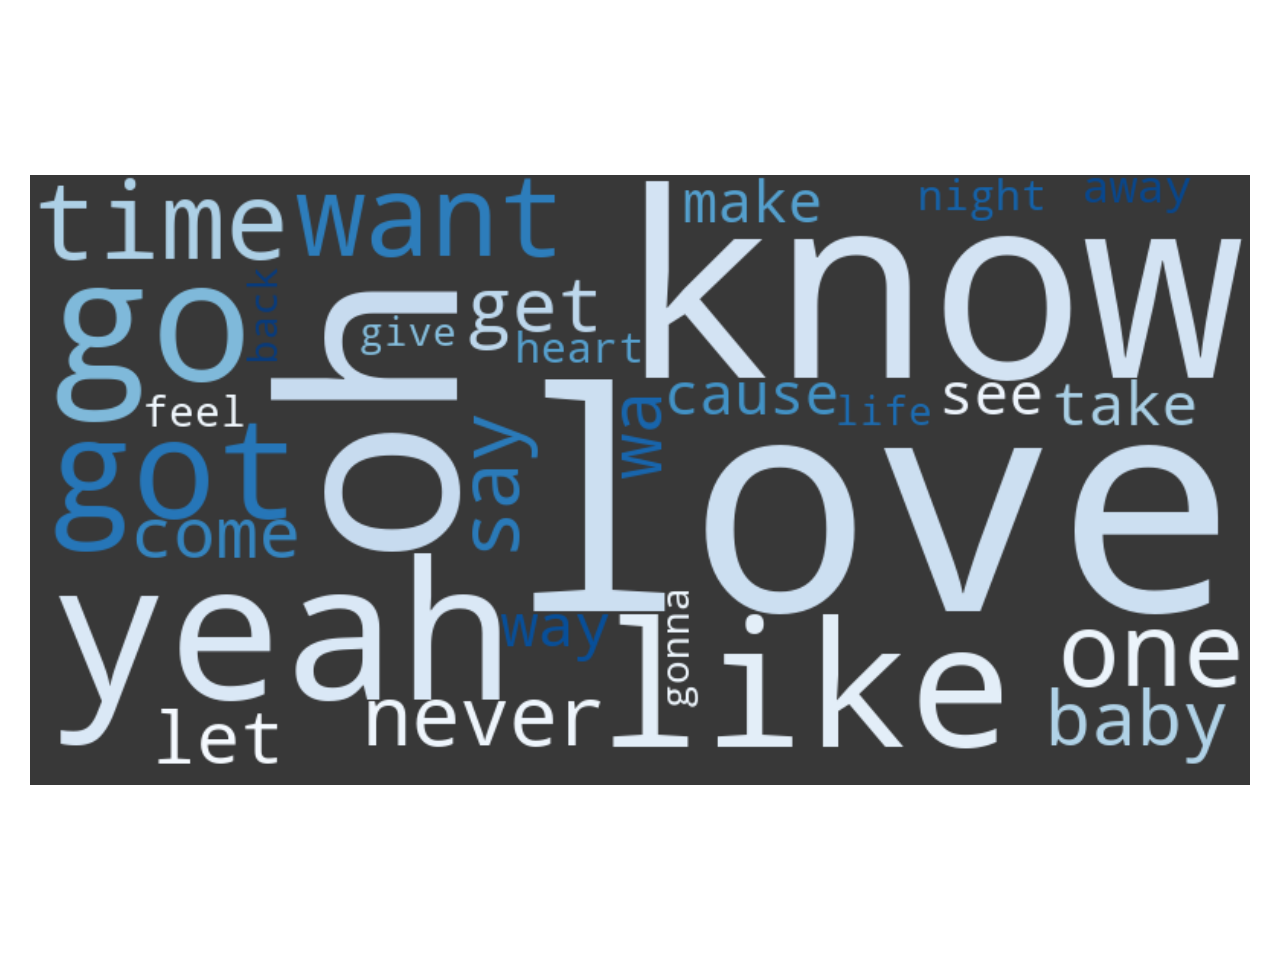 time
want
make
night
away
know
go
back
oh
give
get
heart
feel
cause
life
see
take
got
come
say
wa
love
yeah
way
like
gonna
one
let
never
baby